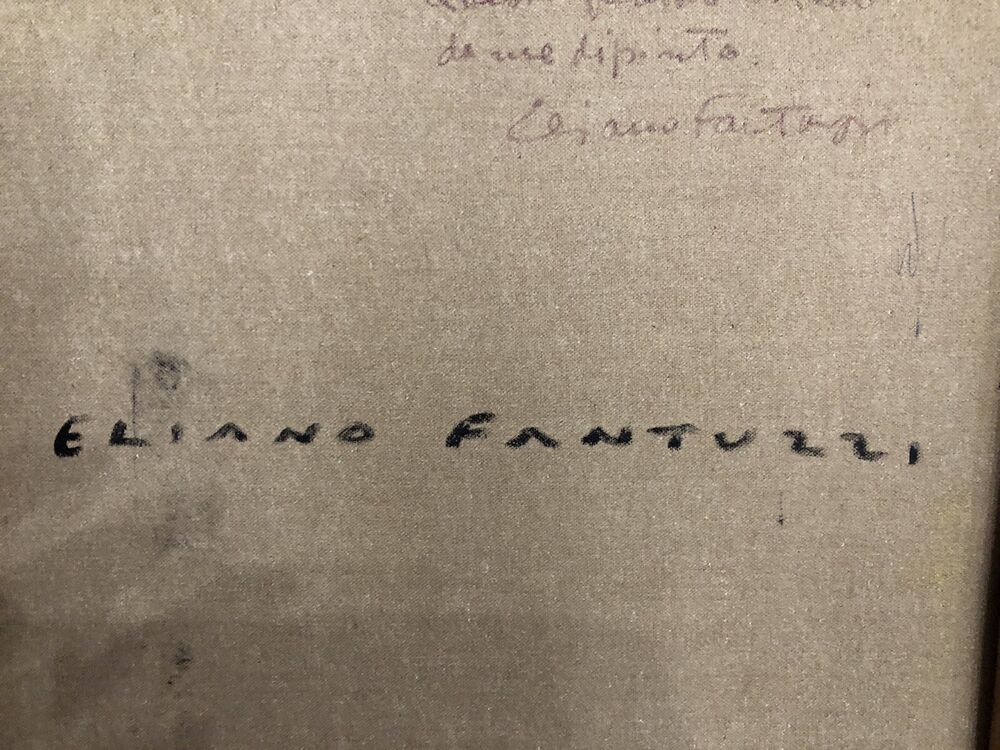 da me dipinto.
Eliano Fantuzzi
ELIANO FANTUZZI